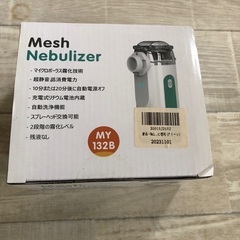 Mesh
Nebulizer
・マイクロポーラス霧化技術
・超静音,低消費電力
・10分または20分後に自動電源オフ
・充電式リチウム電池内蔵
・自動洗浄機能
・スプレーヘッド交換可能
・2段階の霧化レベル
・残液なし
MY
132B
20231101